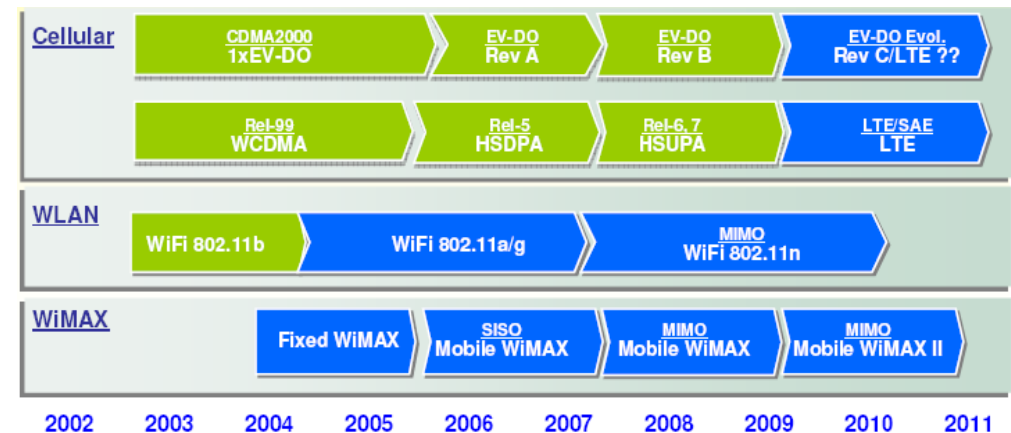 Cellular
CDMA2000
1xEV-DO
EV-DO
Rev A
EV-DO
Rev B
EV-DO Evol.
Rev C/LTE ??
Rel-99
WCDMA
Rel-5
HSDPA
Rel-6, 7
HSUPA
LTE/SAE
LTE
WLAN
WiFi 802.11b
WiFi 802.11a/g
MIMO
WiFi 802.11n
WiMAX
Fixed WiMAX
SISO
Mobile WiMAX
MIMO
Mobile WiMAX
MIMO
Mobile WiMAX II
2002 2003 2004 2005 2006 2007 2008 2009 2010 2011